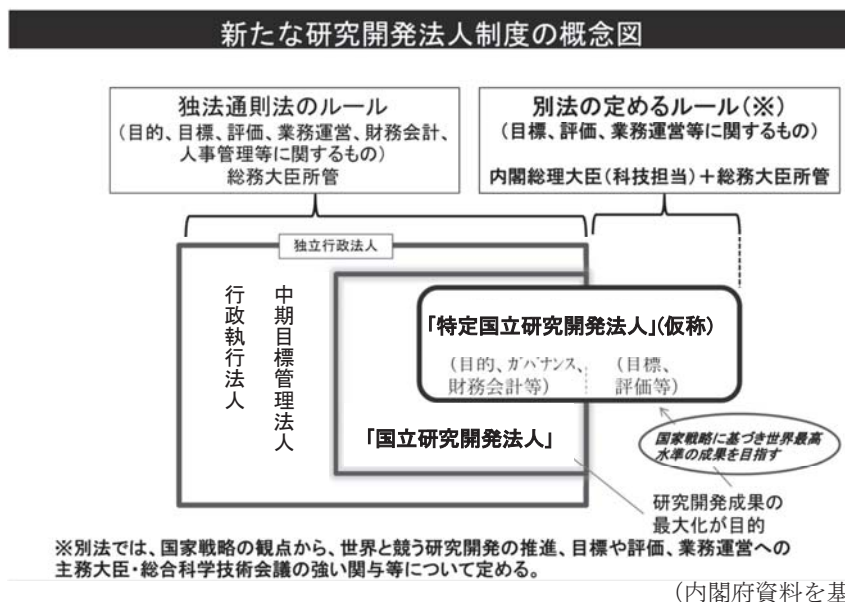 新たな研究開発法人制度の概念図
独法通則法のルール
(目的、目標、評価、業務運営、財務会計、
人事管理等に関するもの)
総務大臣所管
別法の定めるルール(※)
(目標、評価、業務運営等に関するもの)
内閣総理大臣(科技担当)+総務大臣所管
独立行政法人
行政執行法人
中期目標管理法人
「特定国立研究開発法人」(仮称)
(目的、ガバナンス、
財務会計等)
(目標、
評価等)
「国立研究開発法人」
国家戦略に基づき世界最高
水準の成果を目指す
研究開発成果の
最大化が目的
※別法では、国家戦略の観点から、世界と競う研究開発の推進、目標や評価、業務運営への
主務大臣・総合科学技術会議の強い関与等について定める。
(内閣府資料を基